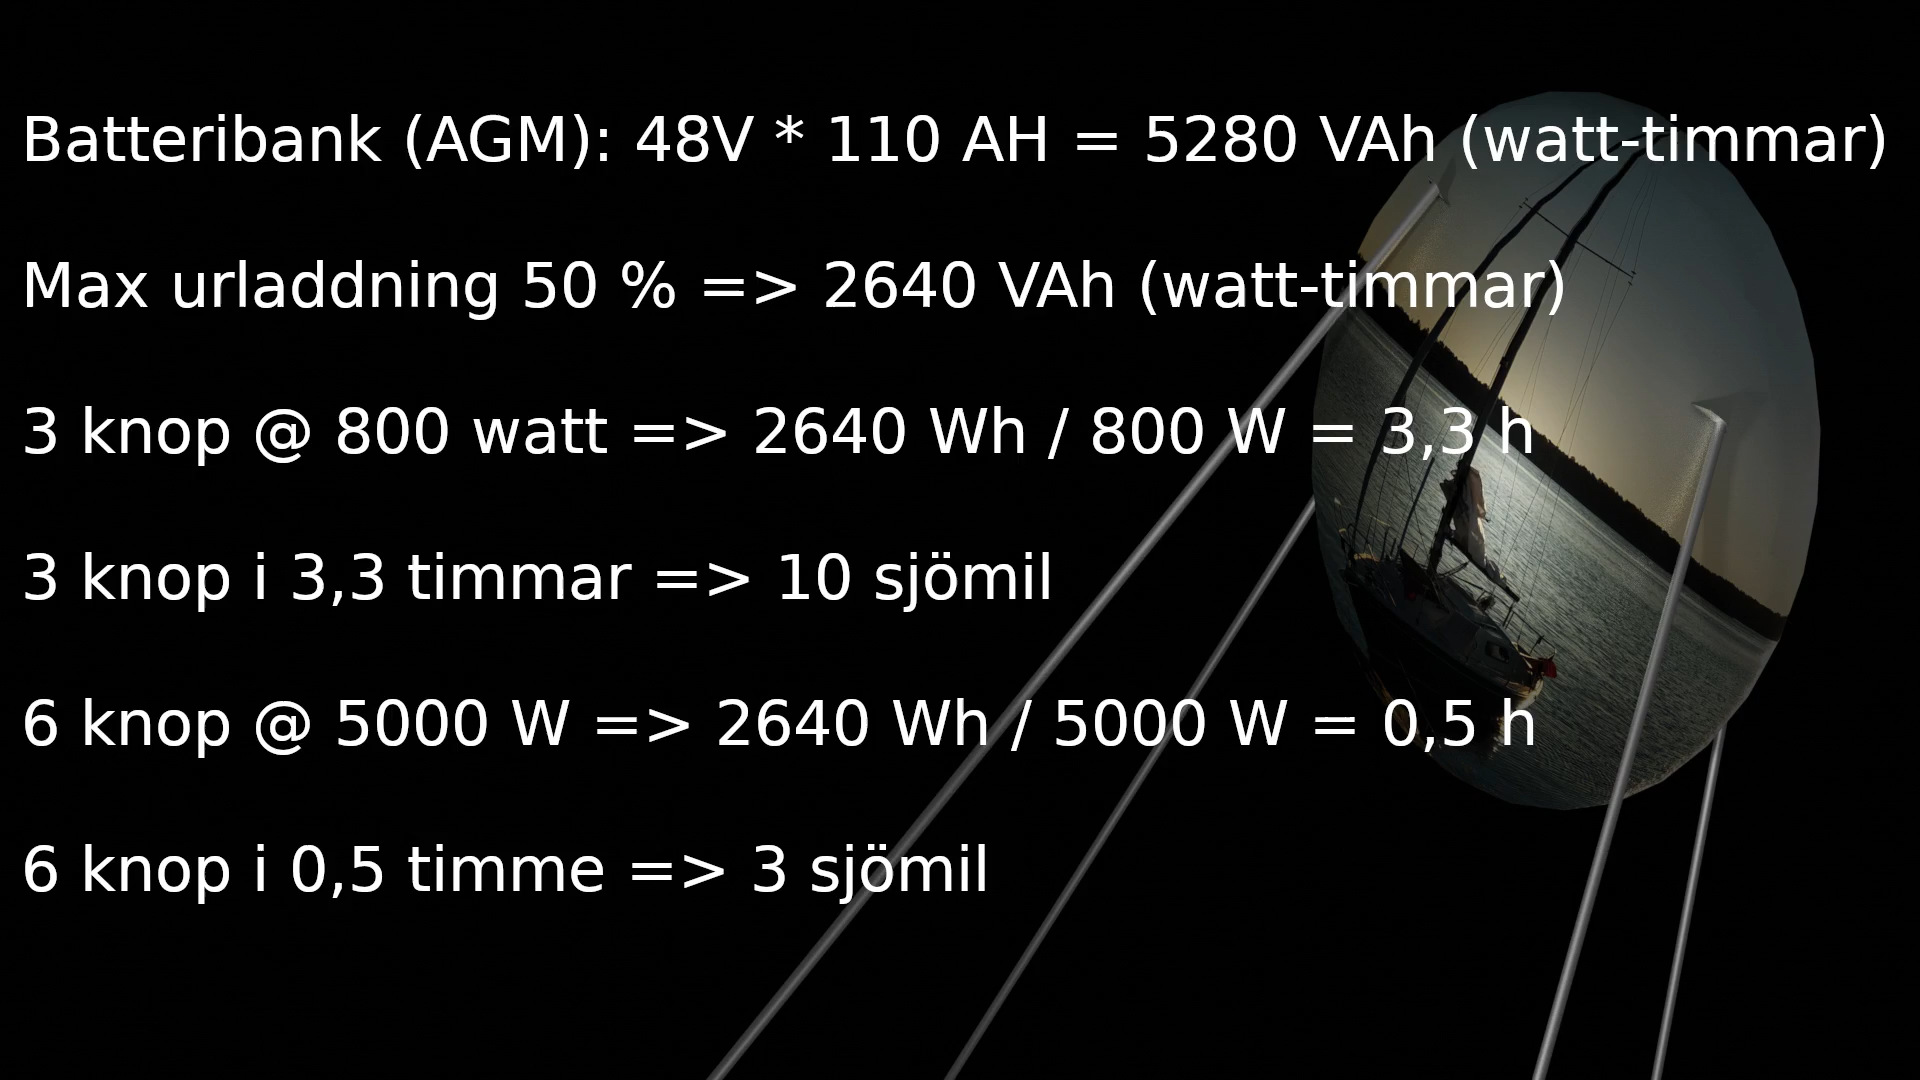 Batteribank (AGM): 48V * 110 AH = 5280 VAh (watt-timmar)
Max urladdning 50 % => 2640 VAh (watt-timmar)
3 knop @ 800 watt => 2640 Wh / 800 W = 3,3 h
3 knop i 3,3 timmar => 10 sjömil
6 knop @ 5000 W => 2640 Wh / 5000 W = 0,5 h
6 knop i 0,5 timme => 3 sjömil